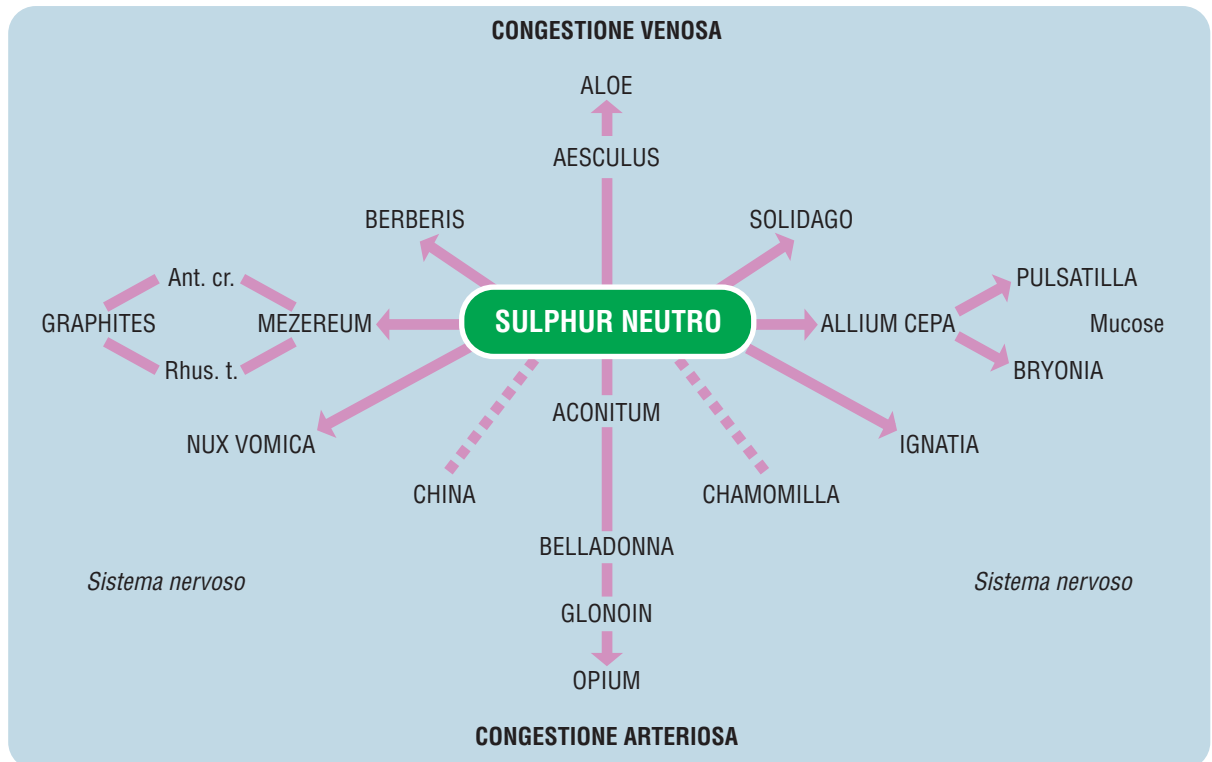 CONGESTIONE VENOSA
ALOE
AESCULUS
BERBERIS
SOLIDAGO
Ant. cr.
PULSATILLA
GRAPHITES
MEZEREUM
SULPHUR NEUTRO
ALLIUM CEPA
Mucose
Rhus. t.
BRYONIA
ACONITUM
NUX VOMICA
IGNATIA
CHINA
CHAMOMILLA
BELLADONNA
Sistema nervoso
Sistema nervoso
GLONOIN
OPIUM
CONGESTIONE ARTERIOSA